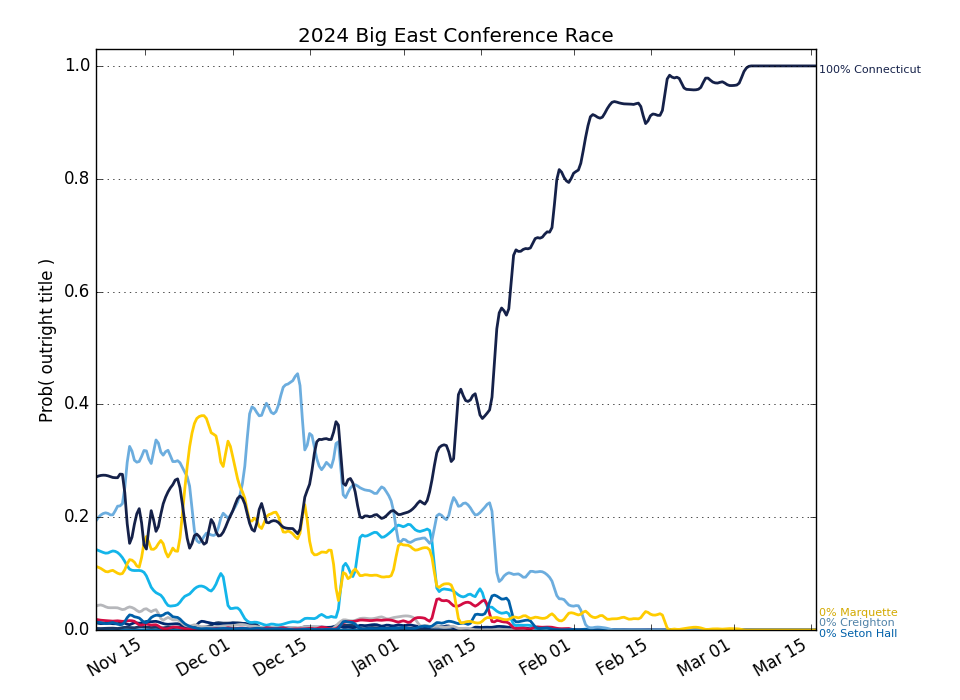 2024 Big East Conference Race
1.0
0.8
0.6
0.4
0.2
0.0
Prob( outright title )
100% Connecticut
0% Marquette
0% Creighton
0% Seton Hall
Nov 15
Dec 01
Dec 15
Jan 01
Jan 15
Feb 01
Feb 15
Mar 01
Mar 15